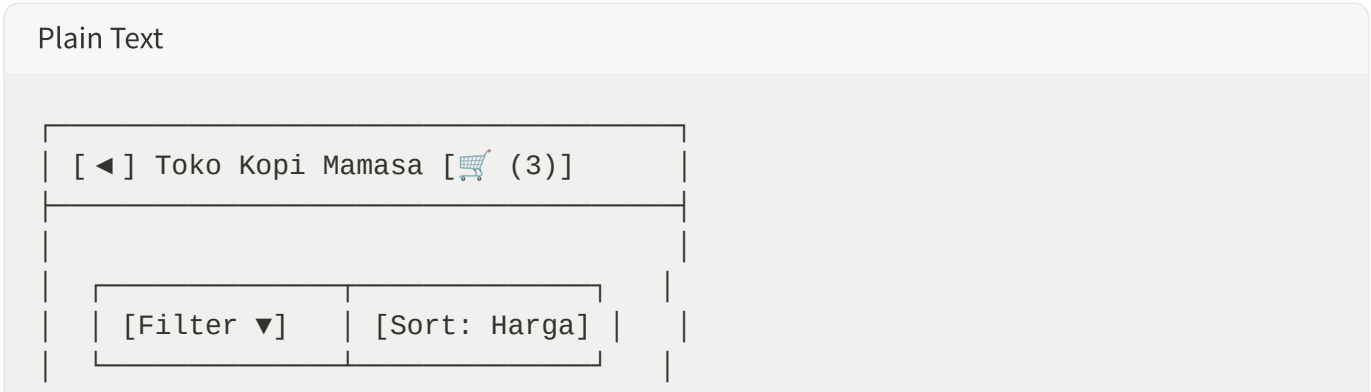 Plain Text
[◄] Toko Kopi Mamasa [🛒 (3)]
[Filter ▼] [Sort: Harga]